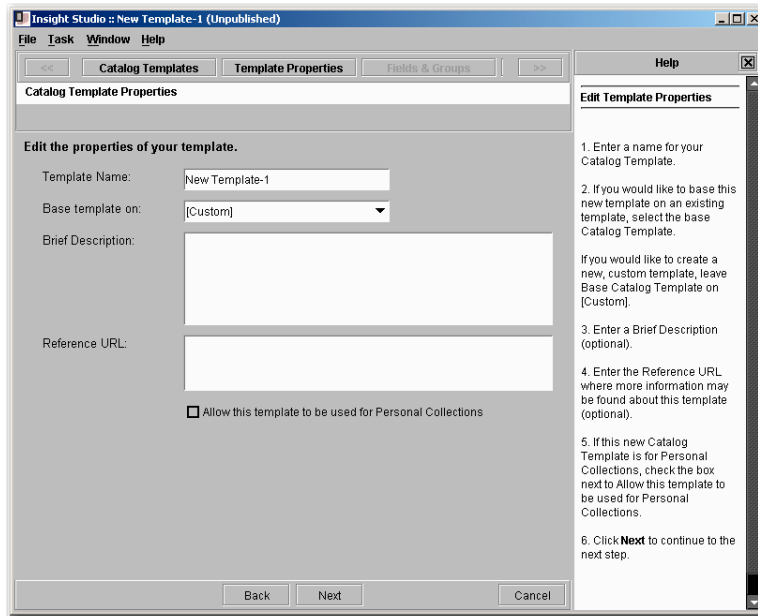 Insight Studio :: New Template-1 (Unpublished)
File Task Window Help
<< Catalog Templates Template Properties Fields & Groups >>
Catalog Template Properties
Edit the properties of your template.
Template Name: New Template-1
Base template on: [Custom]
Brief Description:
Reference URL:
Allow this template to be used for Personal Collections
Back Next Cancel
Help
Edit Template Properties
1. Enter a name for your
Catalog Template.
2. If you would like to base this
new template on an existing
template, select the base
Catalog Template.
If you would like to create a
new, custom template, leave
Base Catalog Template on
[Custom].
3. Enter a Brief Description
(optional).
4. Enter the Reference URL
where more information may
be found about this template
(optional).
5. If this new Catalog
Template is for Personal
Collections, check the box
next to Allow this template to
be used for Personal
Collections.
6. Click Next to continue to the
next step.